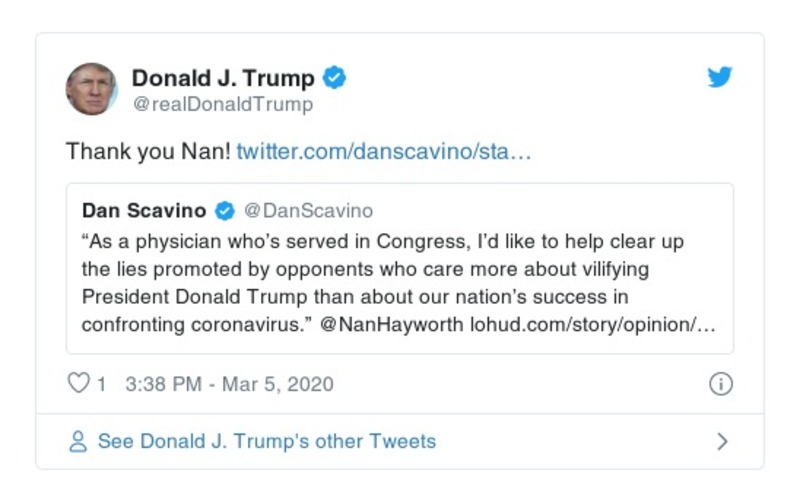 Donald J. Trump
@realDonaldTrump
Thank you Nan! twitter.com/danscavino/sta…
Dan Scavino @DanScavino
“As a physician who’s served in Congress, I’d like to help clear up
the lies promoted by opponents who care more about vilifying
President Donald Trump than about our nation’s success in
confronting coronavirus.” @NanHayworth lohud.com/story/opinion/…
1 3:38 PM - Mar 5, 2020
See Donald J. Trump's other Tweets